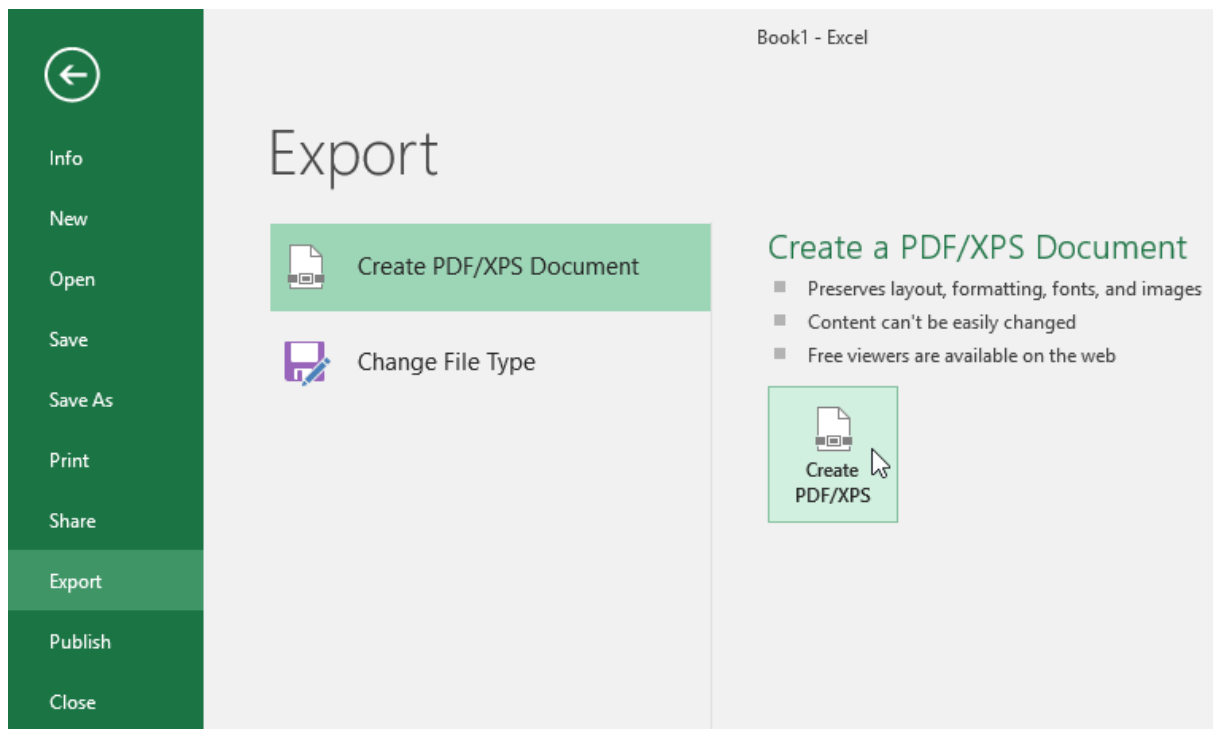 Book1 - Excel
Info
New
Open
Save
Save As
Print
Share
Export
Publish
Close
Export
Create PDF/XPS Document
Change File Type
Create a PDF/XPS Document
Preserves layout, formatting, fonts, and images
Content can't be easily changed
Free viewers are available on the web
Create
PDF/XPS